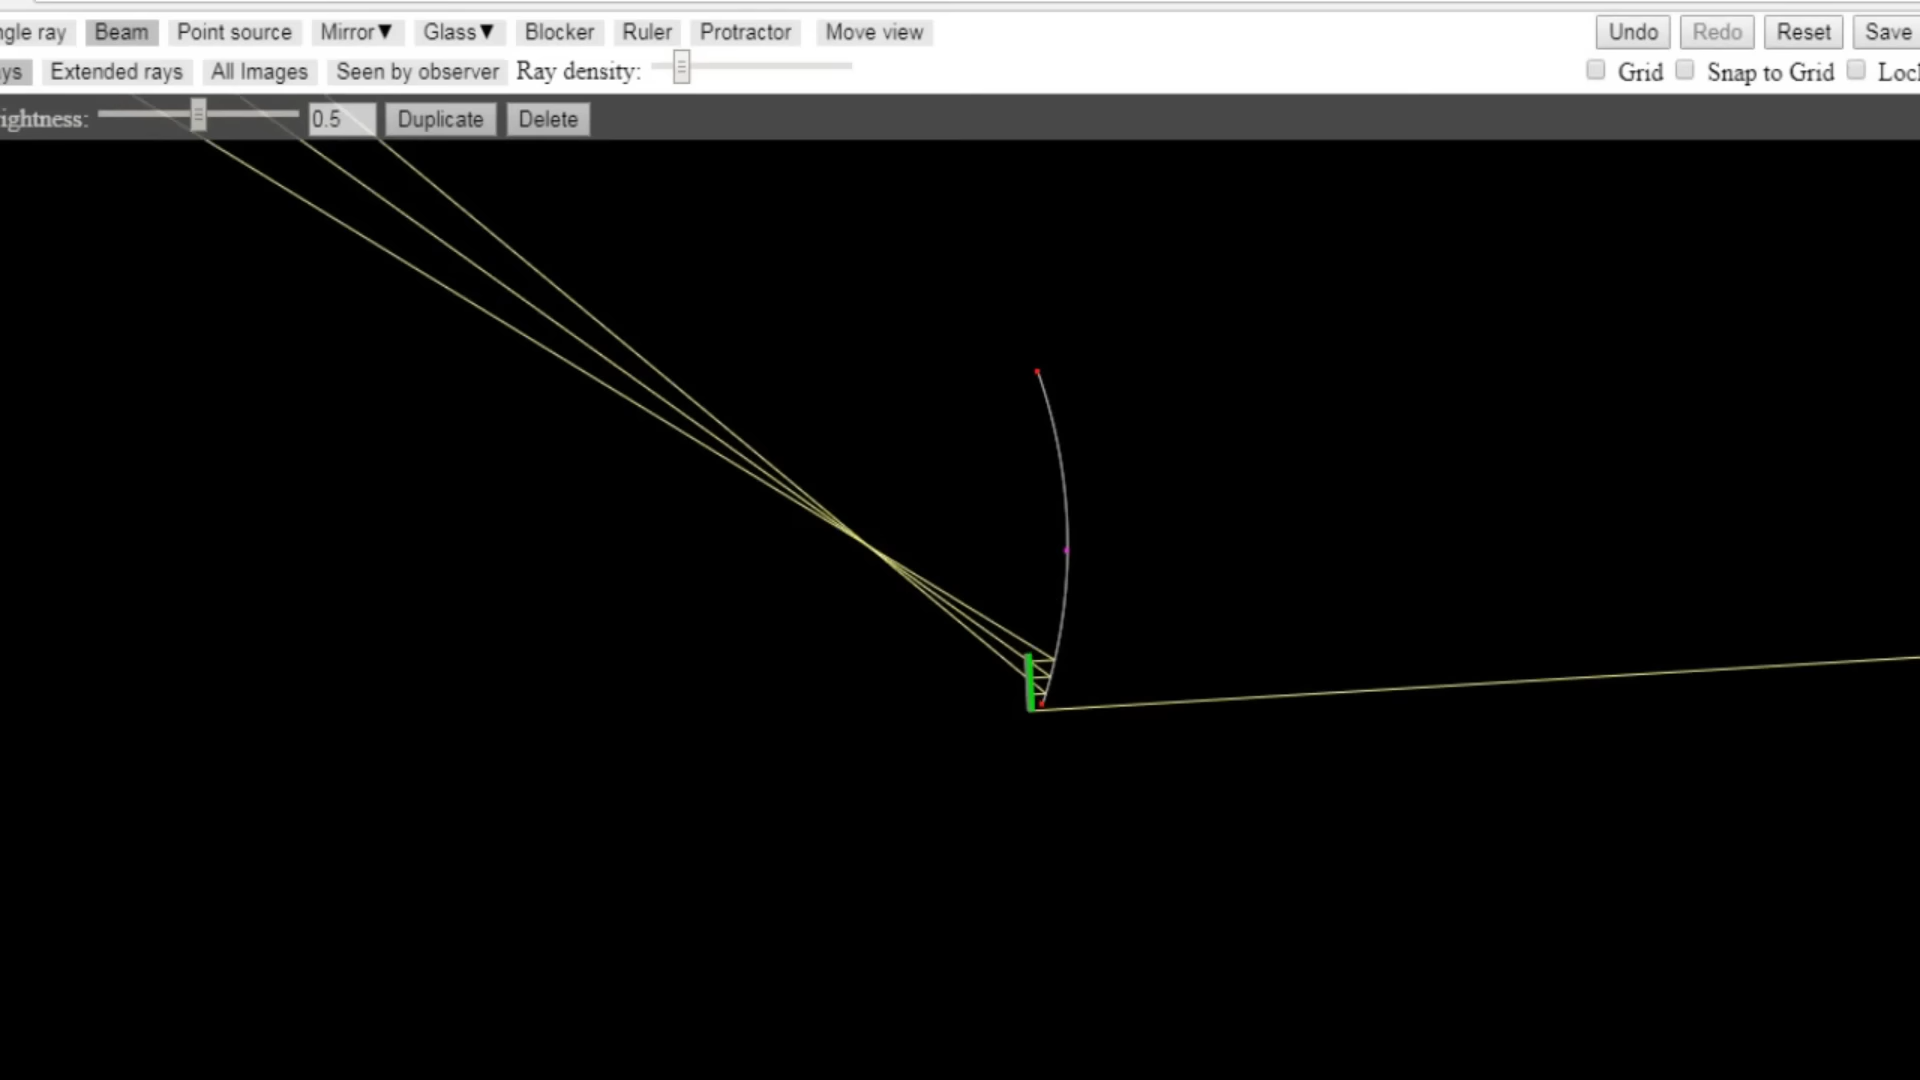 gle ray Beam Point source Mirror▼ Glass▼ Blocker Ruler Protractor Move view Undo Redo Reset Save
ys Extended rays All Images Seen by observer Ray density: Grid Snap to Grid Loc
ightness: 0.5 Duplicate Delete